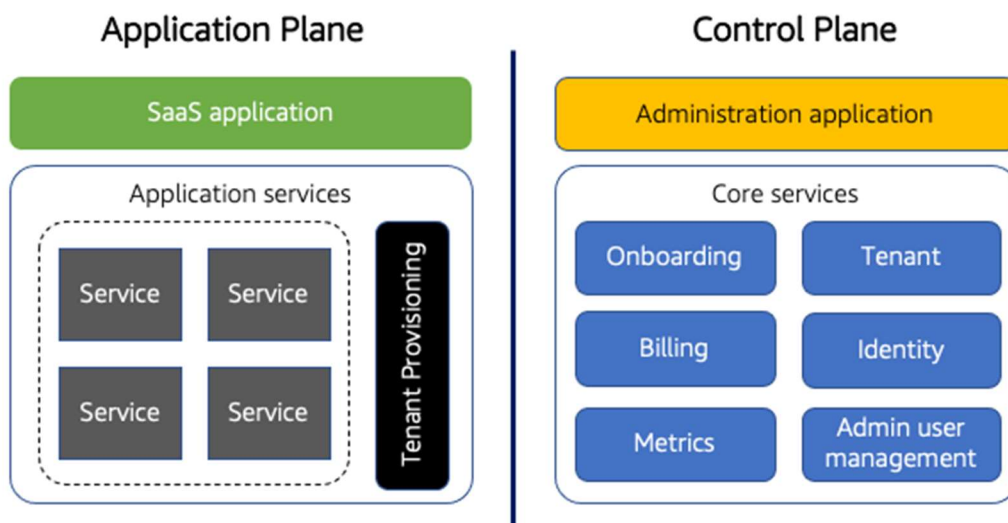 Application Plane
SaaS application
Application services
Service
Service
Service
Service
Tenant Provisioning
Control Plane
Administration application
Core services
Onboarding
Tenant
Billing
Identity
Metrics
Admin user
management